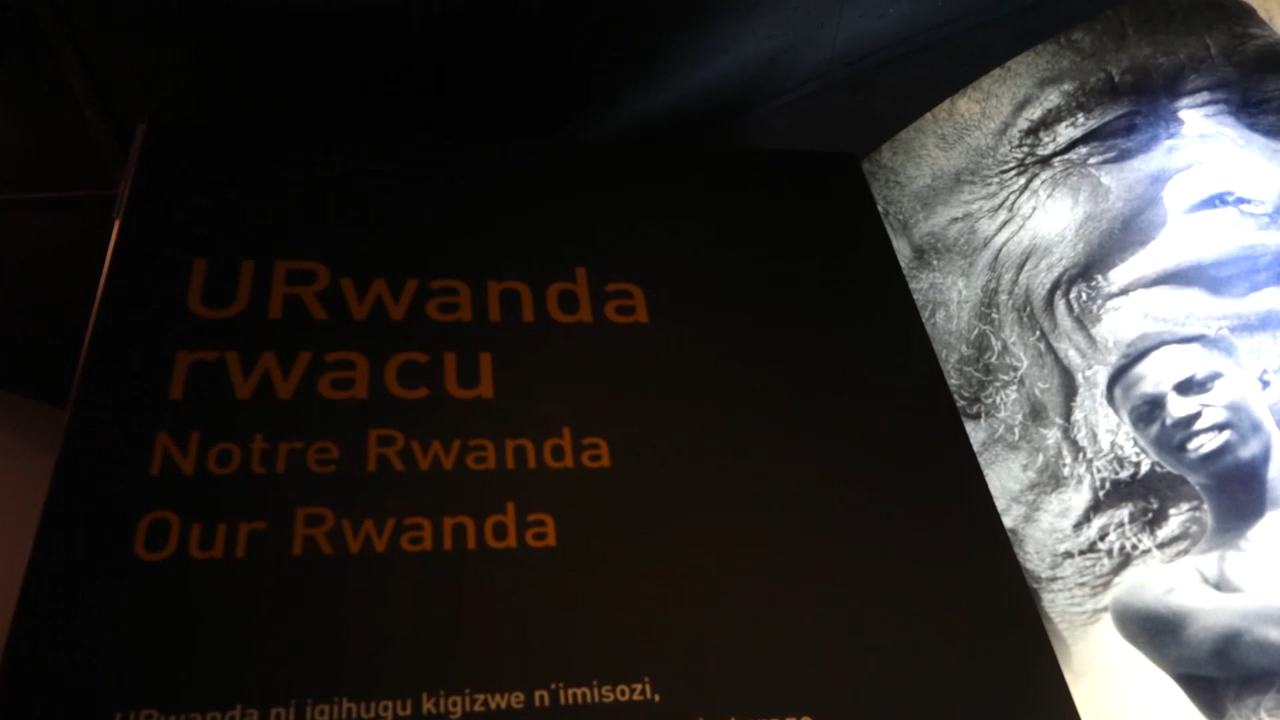 URwanda
rwacu
Notre Rwanda
Our Rwanda
URwanda ni igihugu kigizwe n'imisozi,